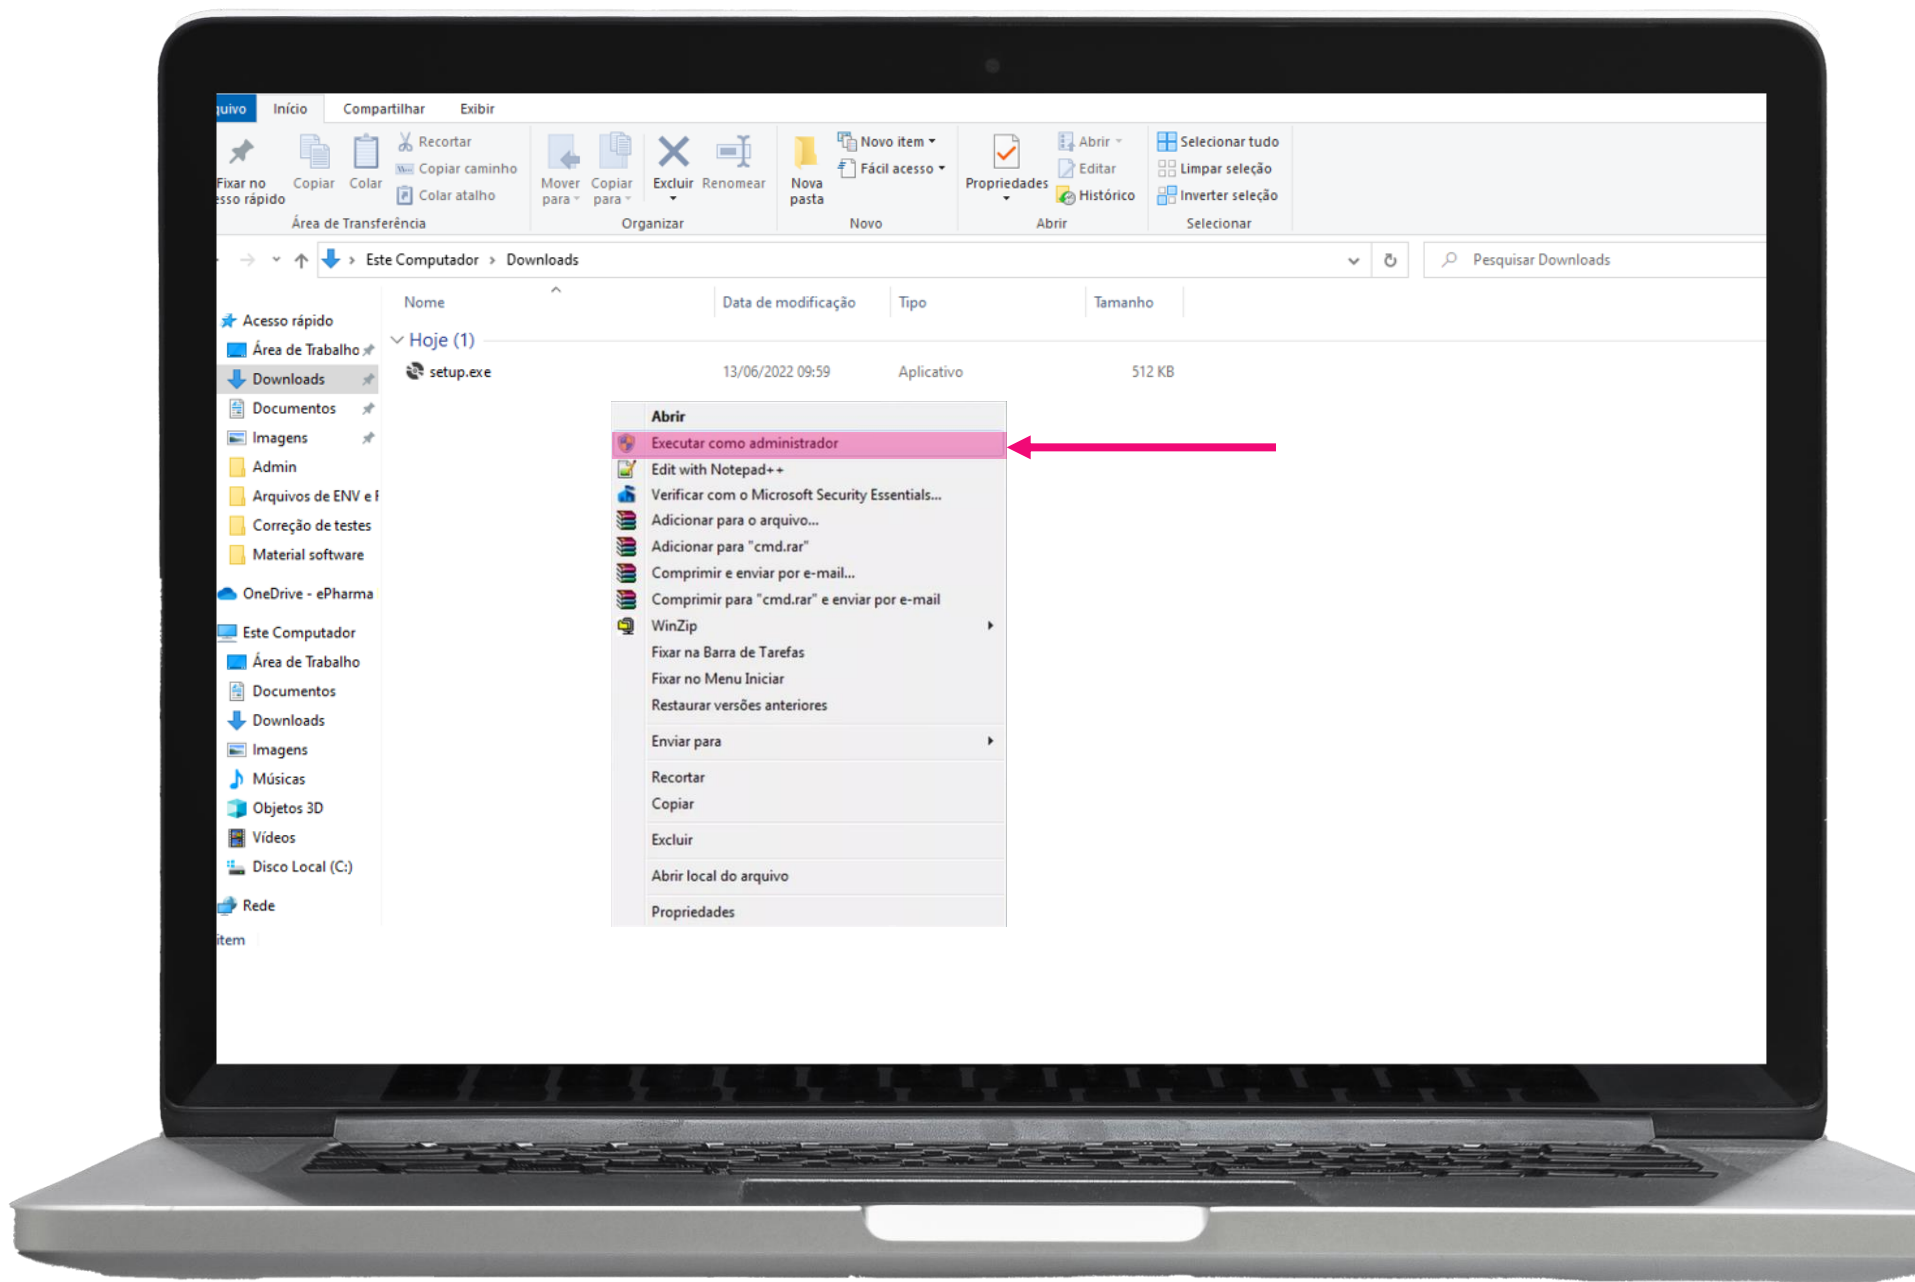 quivo Início Compartilhar Exibir
Recortar
Copiar caminho
Colar atalho
Fixar no
esso rápido
Copiar Colar
Área de Transferência
Mover
para
Copiar
para
Excluir Renomear
Organizar
Nova
pasta
Novo item
Fácil acesso
Novo
Propriedades
Abrir
Editar
Histórico
Abrir
Selecionar tudo
Limpar seleção
Inverter seleção
Selecionar
Este Computador > Downloads
Pesquisar Downloads
Nome Data de modificação Tipo Tamanho
Hoje (1)
setup.exe 13/06/2022 09:59 Aplicativo 512 KB
Acesso rápido
Área de Trabalho
Downloads
Documentos
Imagens
Admin
Arquivos de ENV e
Correção de testes
Material software
OneDrive - ePharma
Este Computador
Área de Trabalho
Documentos
Downloads
Imagens
Músicas
Objetos 3D
Vídeos
Disco Local (C:)
Rede
item
Abrir
Executar como administrador
Edit with Notepad++
Verificar com o Microsoft Security Essentials...
Adicionar para o arquivo...
Adicionar para "cmd.rar"
Comprimir e enviar por e-mail...
Comprimir para "cmd.rar" e enviar por e-mail
WinZip
Fixar na Barra de Tarefas
Fixar no Menu Iniciar
Restaurar versões anteriores
Enviar para
Recortar
Copiar
Excluir
Abrir local do arquivo
Propriedades